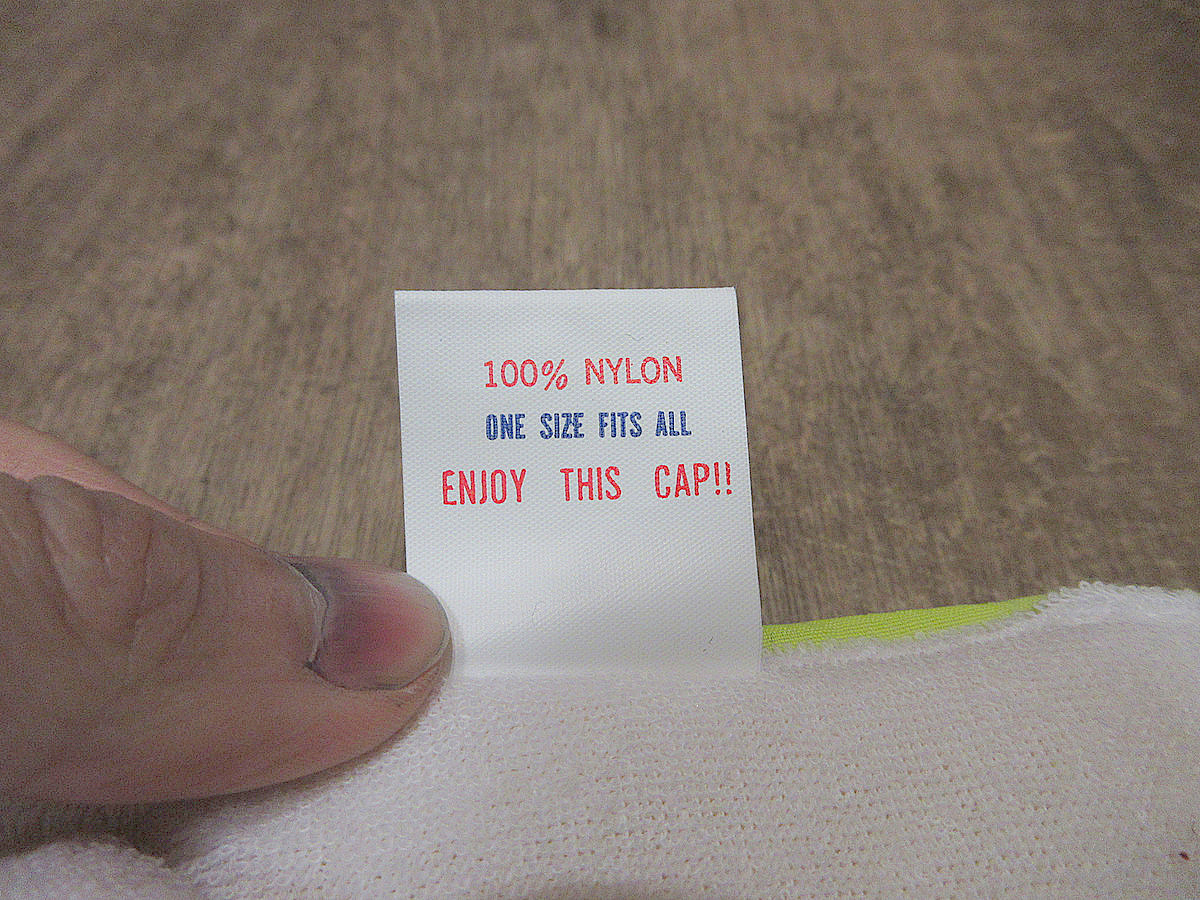 100% NYLON
ONE SIZE FITS ALL
ENJOY THIS CAP!!